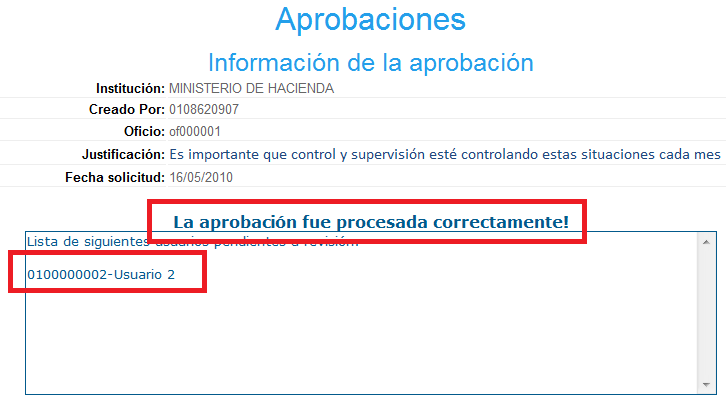 Aprobaciones
Información de la aprobación
Institución: MINISTERIO DE HACIENDA
Creado Por: 0108620907
Oficio: of000001
Justificación: Es importante que control y supervisión esté controlando estas situaciones cada mes
Fecha solicitud: 16/05/2010
La aprobación fue procesada correctamente!
Lista de siguientes usuarios pendientes a revisión:
0100000002-Usuario 2